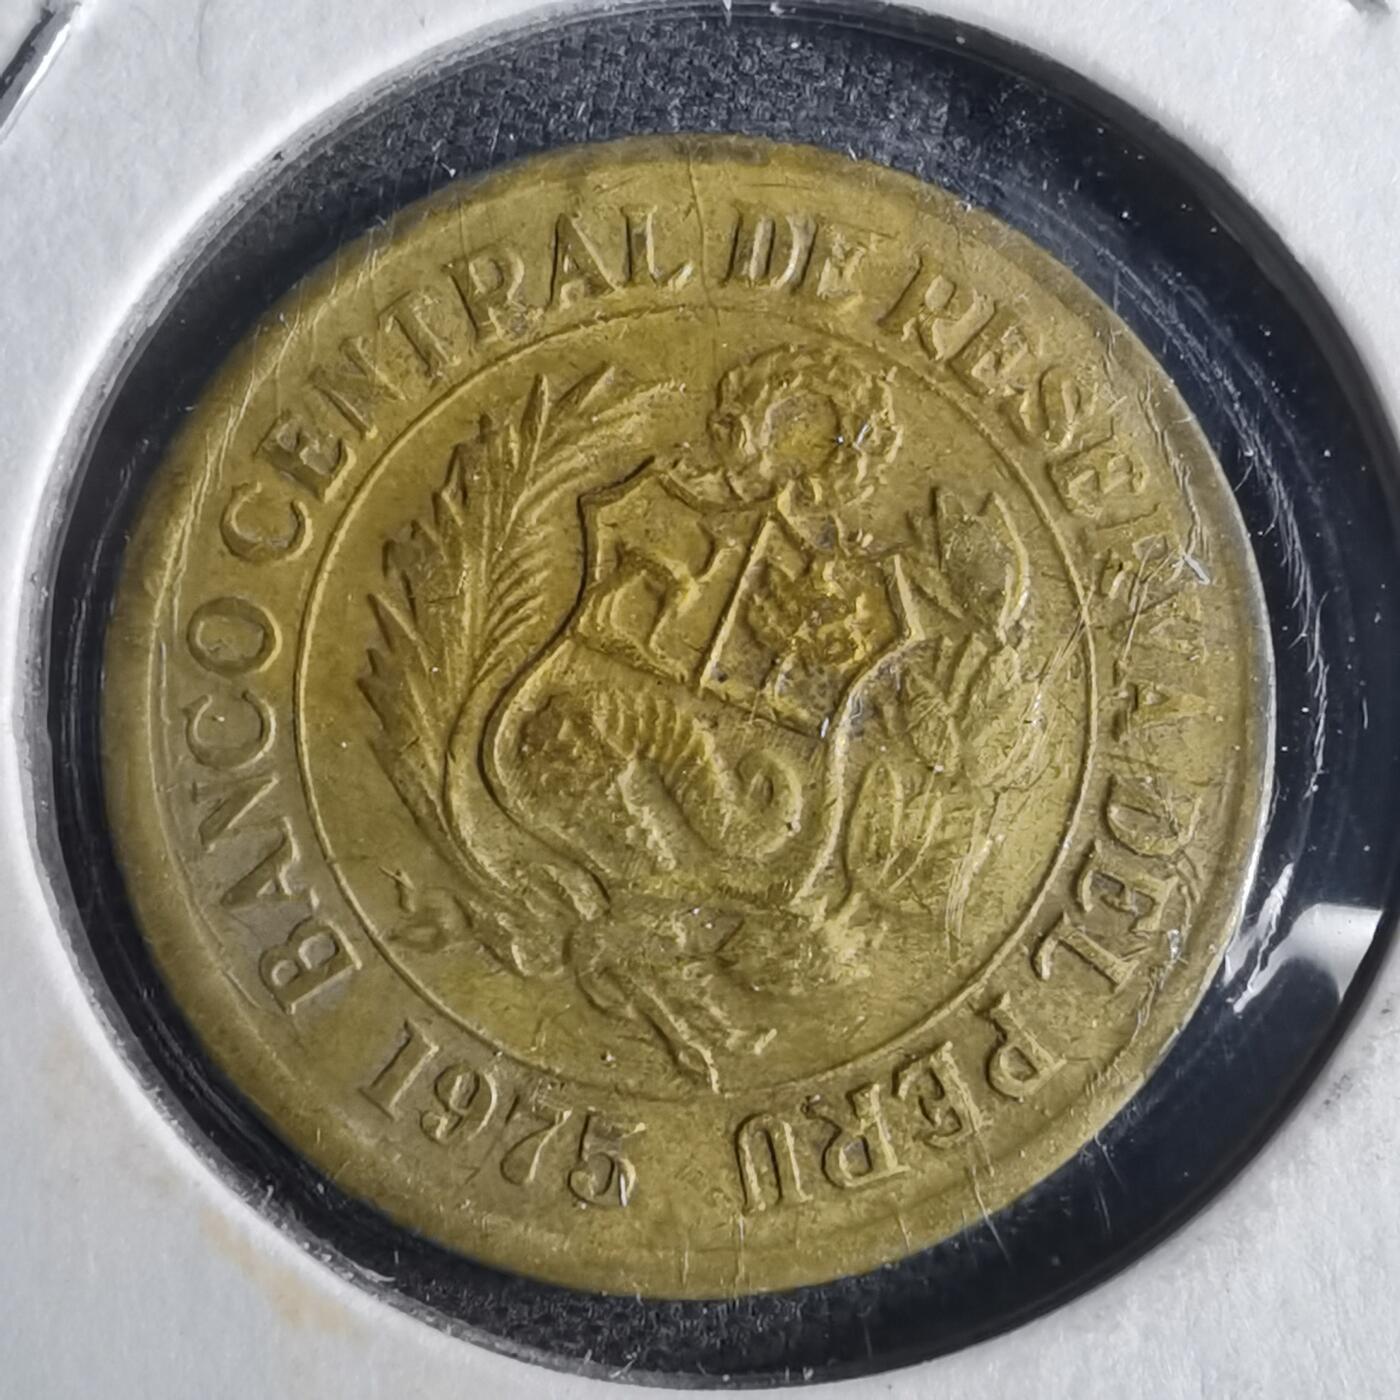 BANCO CENTRAL DE RESERVA DEL PERU
1975